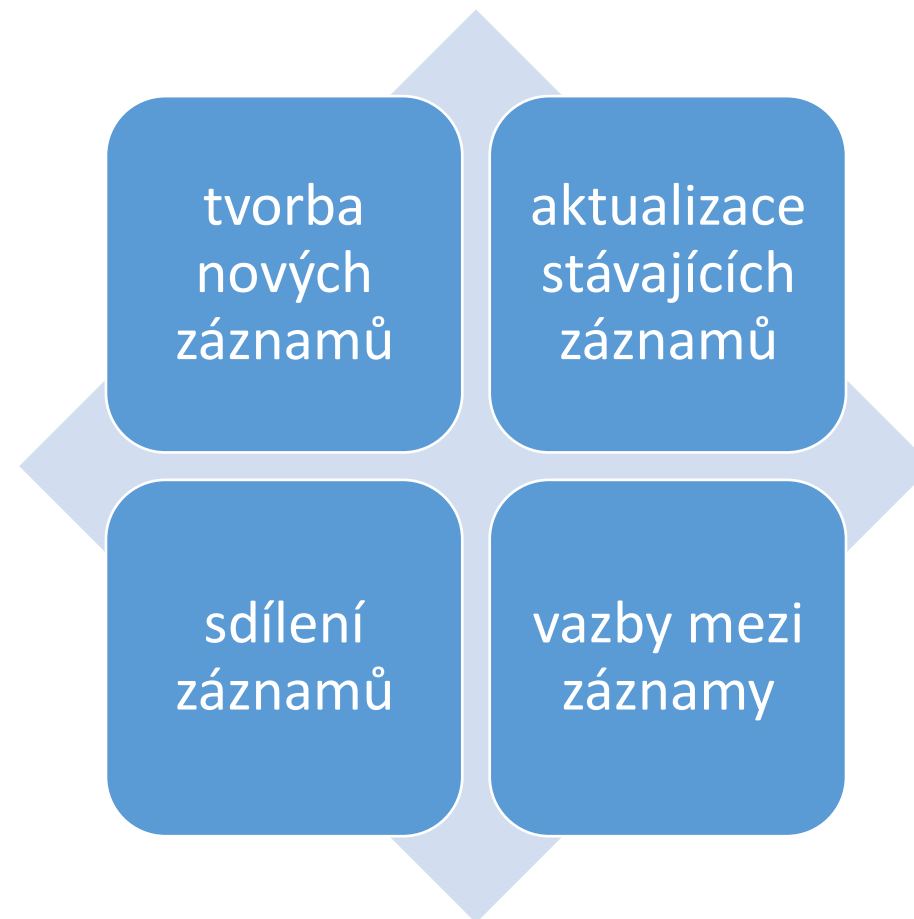 tvorba
nových
záznamů
aktualizace
stávajících
záznamů
sdílení
záznamů
vazby mezi
záznamy